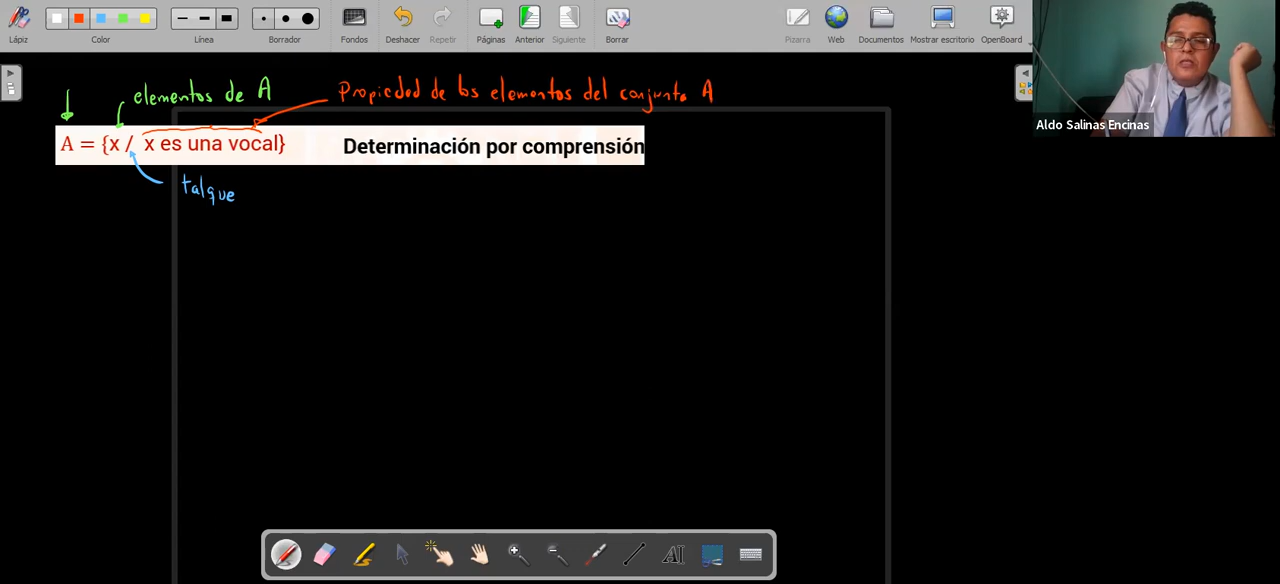 Lápiz
Color
Línea
Borrador
Fondos
Deshacer
Repetir
Páginas
Anterior
Siguiente
Borrar
Pizarra
Web
Documentos
Mostrar escritorio
OpenBoard
Aldo Salinas Encinas
elementos de A
Propiedad de los elementos del conjunto A
A = {x / x es una vocal}
Determinación por comprensión
talque
AI